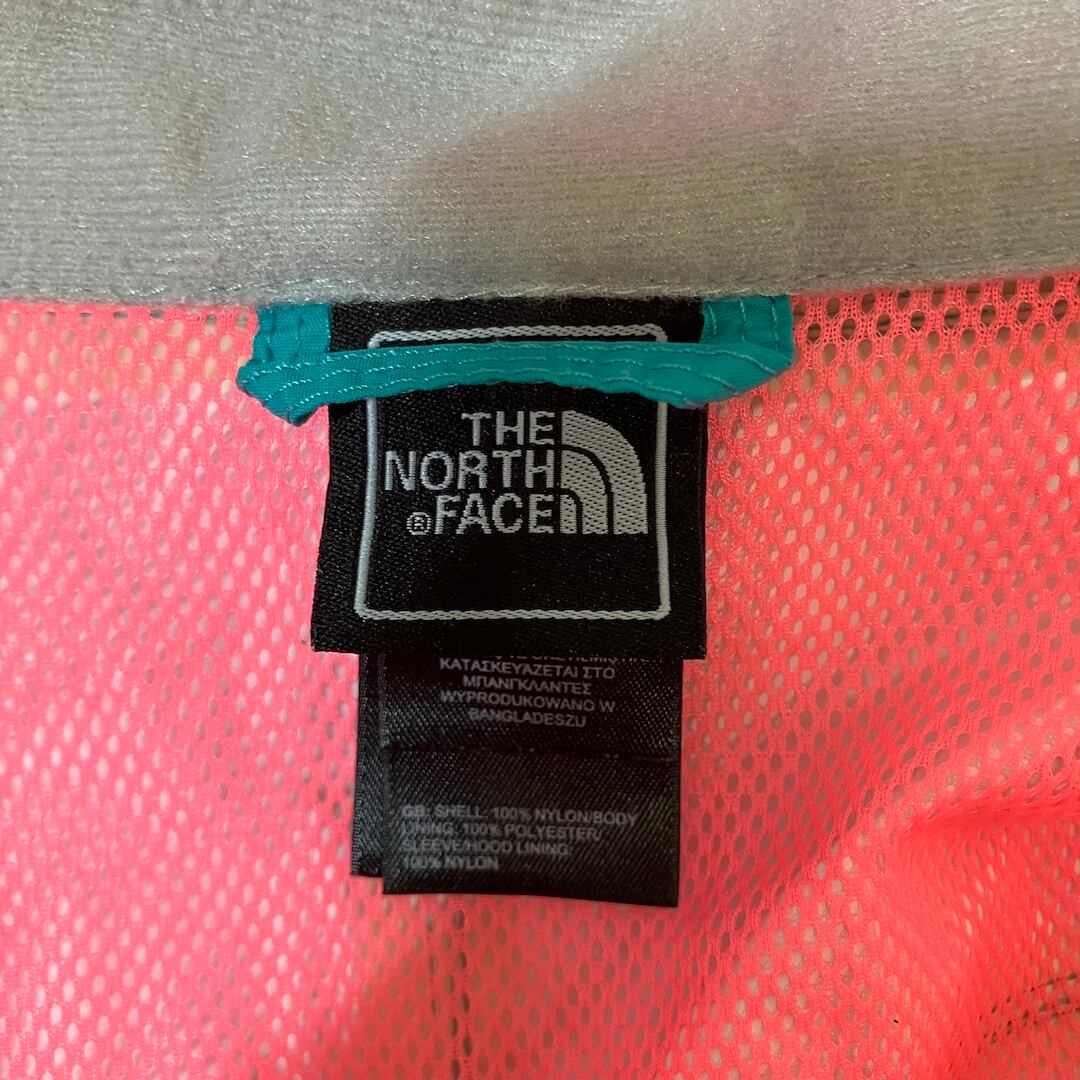 THE
NORTH
®FACE
ΚΑΤΑΣΚΕΥΑΖΕΤΑΙ ΣΤΟ
ΜΠΑΝΓΚΛΑΝΤΕΣ
WYPRODUKOWANO W
BANGLADESZU
GB: SHELL: 100% NYLON/BODY
LINING: 100% POLYESTER/
SLEEVE/HOOD LINING:
100% NYLON